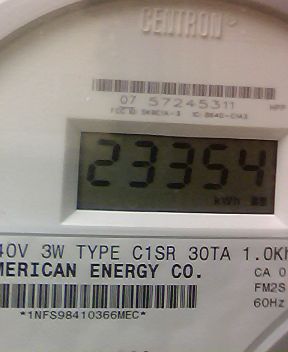 CENTRON
07 57245311
23354
kWh
40V 3W TYPE C1SR 30TA 1.0Kh
MERICAN ENERGY CO.
CA 0
FM2S
60Hz
*1NFS98410366MEC*